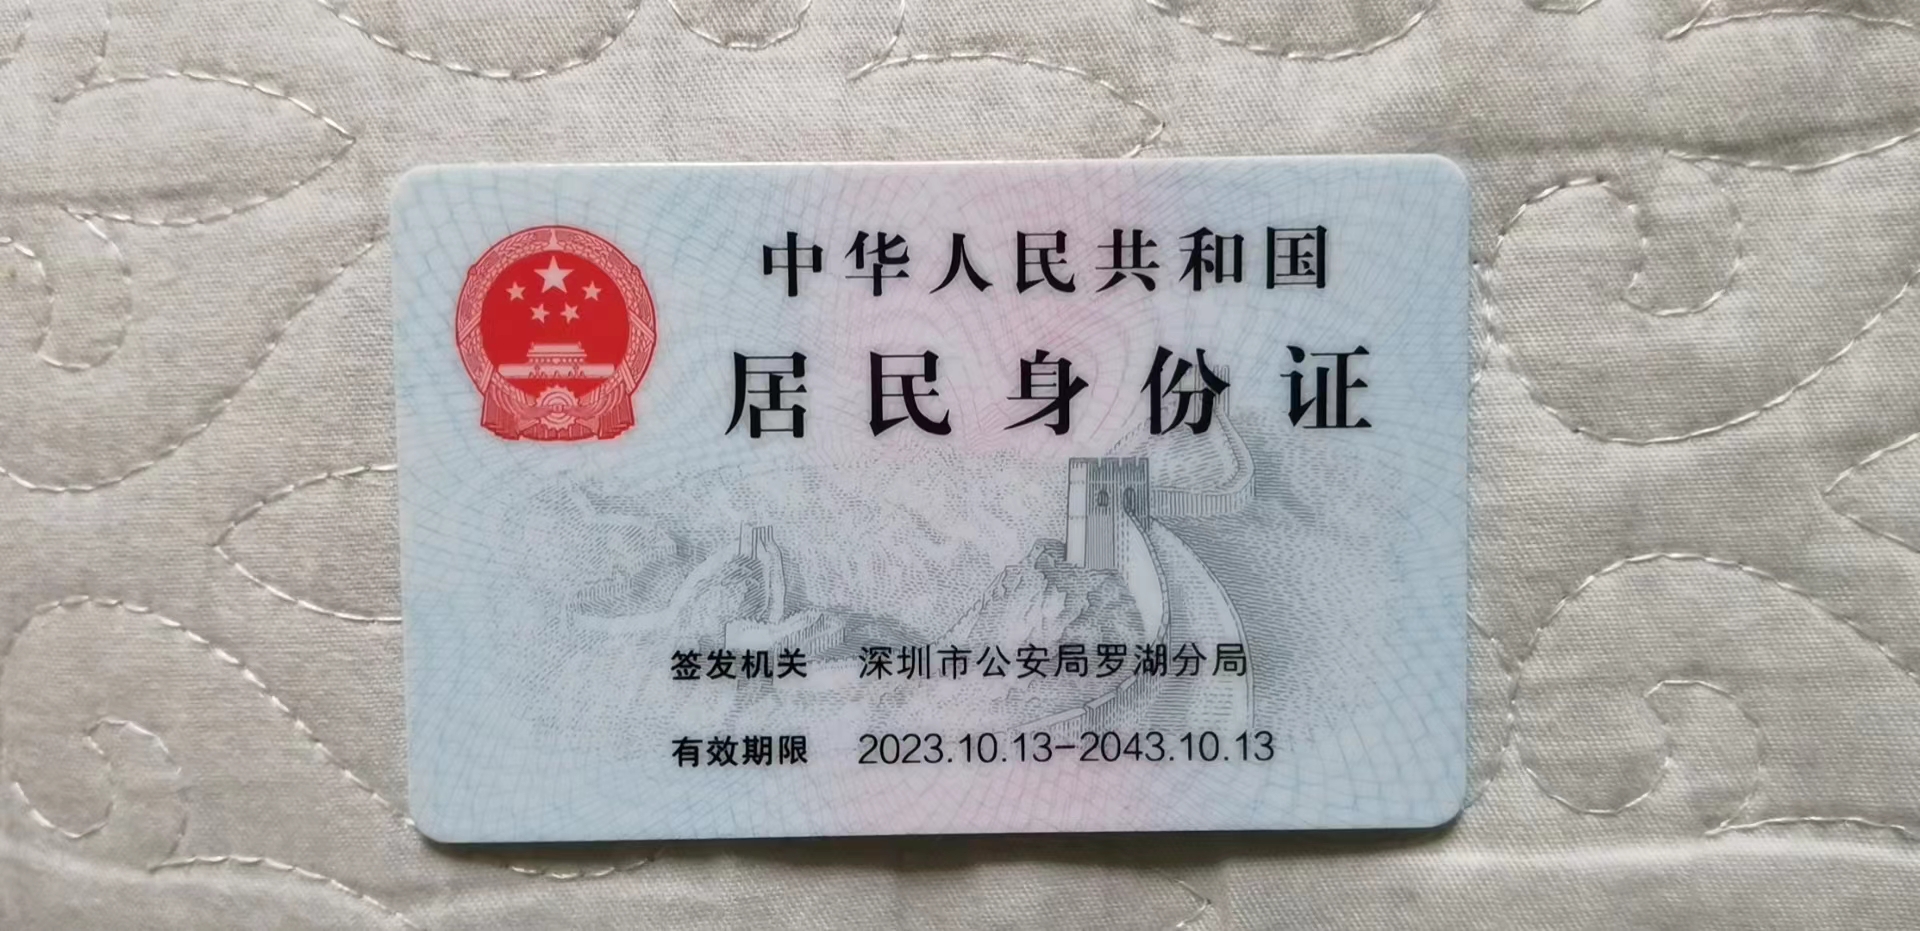 中华人民共和国
居民身份证
签发机关 深圳市公安局罗湖分局
有效期限 2023.10.13-2043.10.13